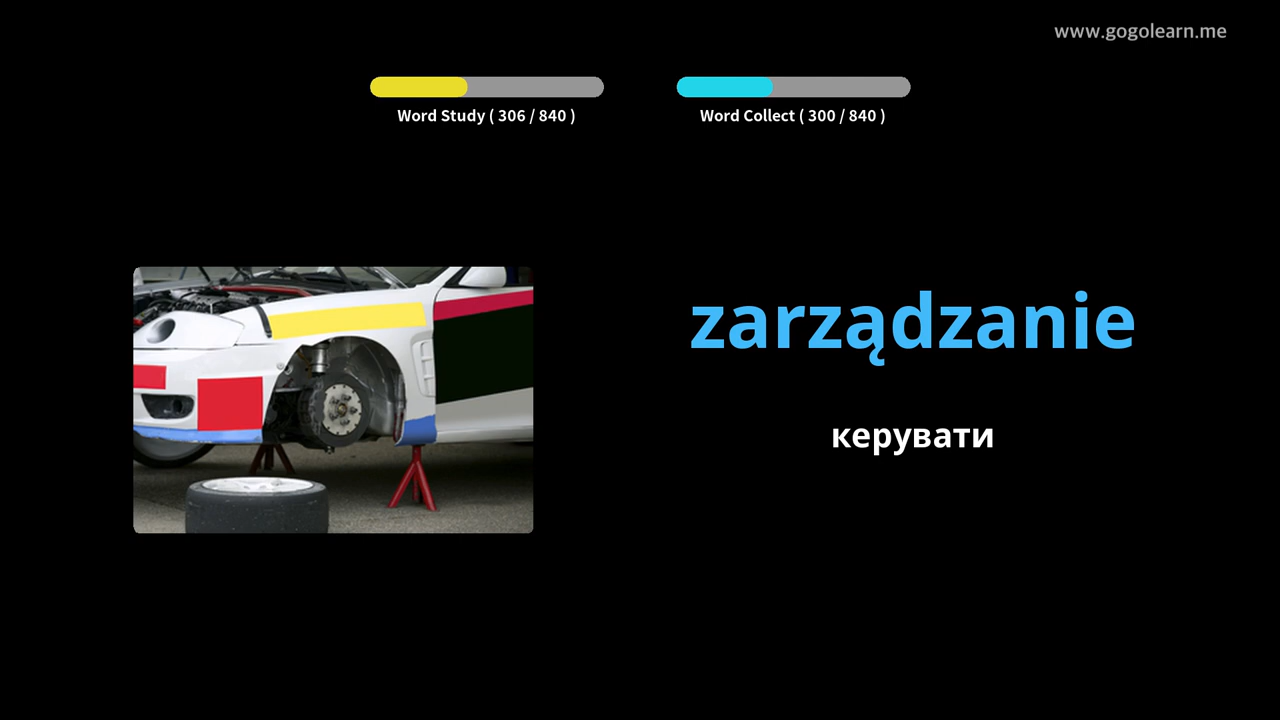 www.gogolearn.me
Word Study ( 306 / 840 )
Word Collect ( 300 / 840 )
zarządzanie
керувати